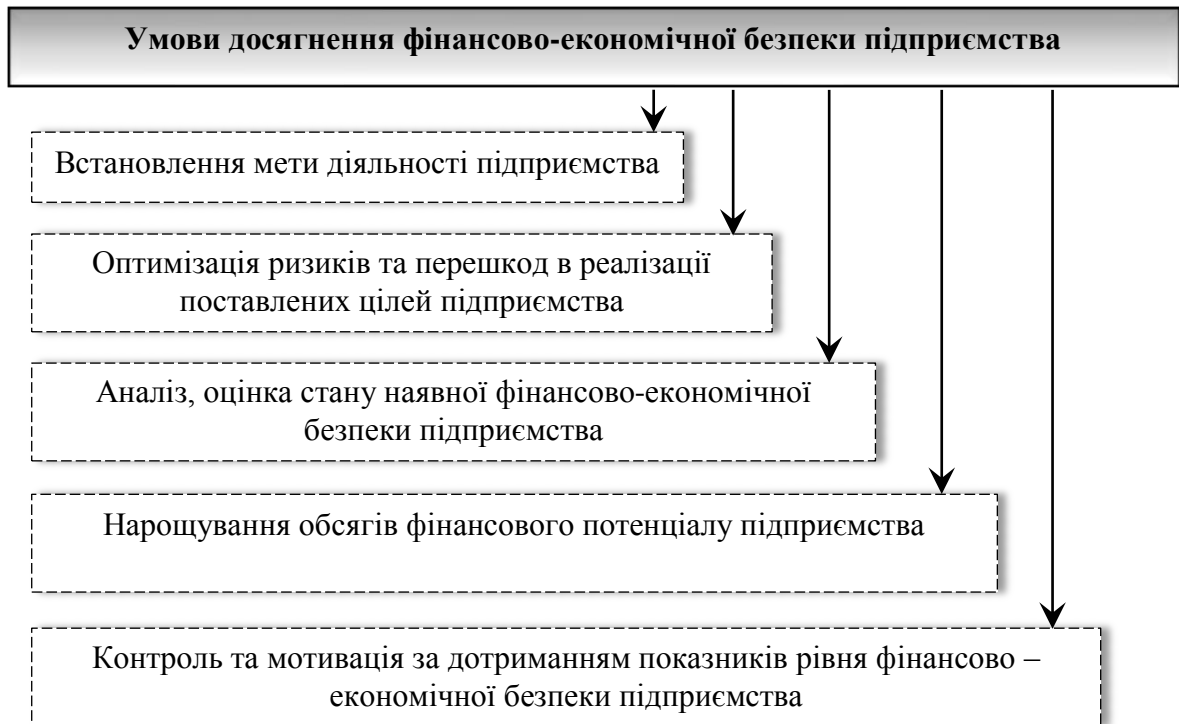 Умови досягнення фінансово-економічної безпеки підприємства
Встановлення мети діяльності підприємства
Оптимізація ризиків та перешкод в реалізації
поставлених цілей підприємства
Аналіз, оцінка стану наявної фінансово-економічної
безпеки підприємства
Нарощування обсягів фінансового потенціалу підприємства
Контроль та мотивація за дотриманням показників рівня фінансово –
економічної безпеки підприємства